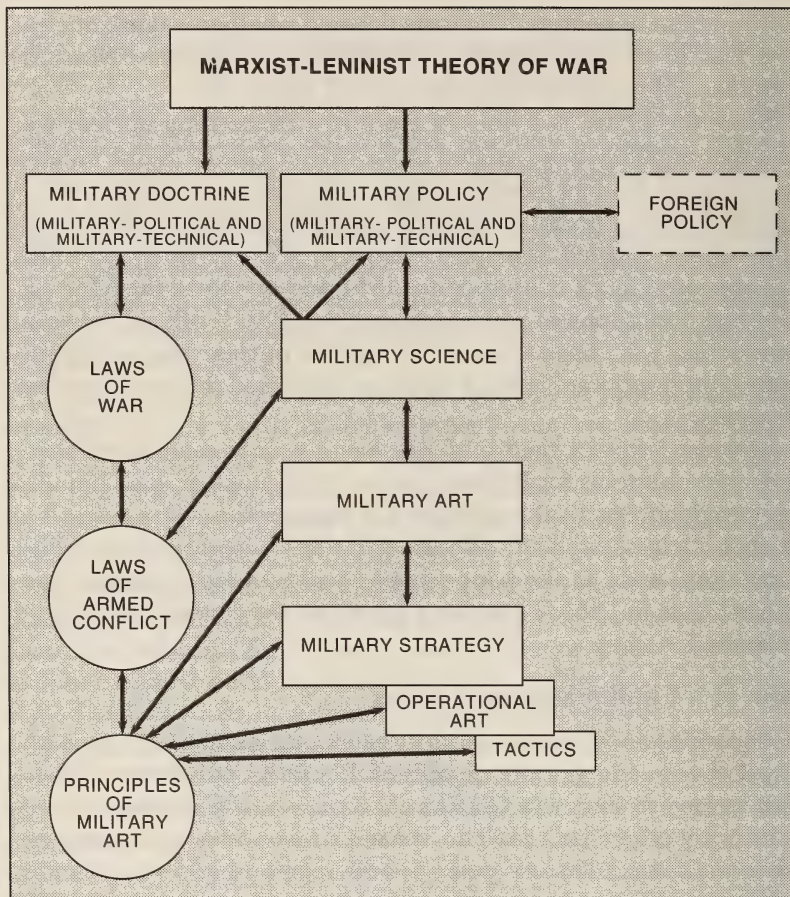 MARXIST-LENINIST THEORY OF WAR
MILITARY DOCTRINE
(MILITARY- POLITICAL AND
MILITARY-TECHNICAL)
MILITARY POLICY
(MILITARY- POLITICAL AND
MILITARY-TECHNICAL)
FOREIGN
POLICY
LAWS
OF
WAR
MILITARY SCIENCE
MILITARY ART
LAWS
OF
ARMED
CONFLICT
MILITARY STRATEGY
OPERATIONAL
ART
TACTICS
PRINCIPLES
OF
MILITARY
ART